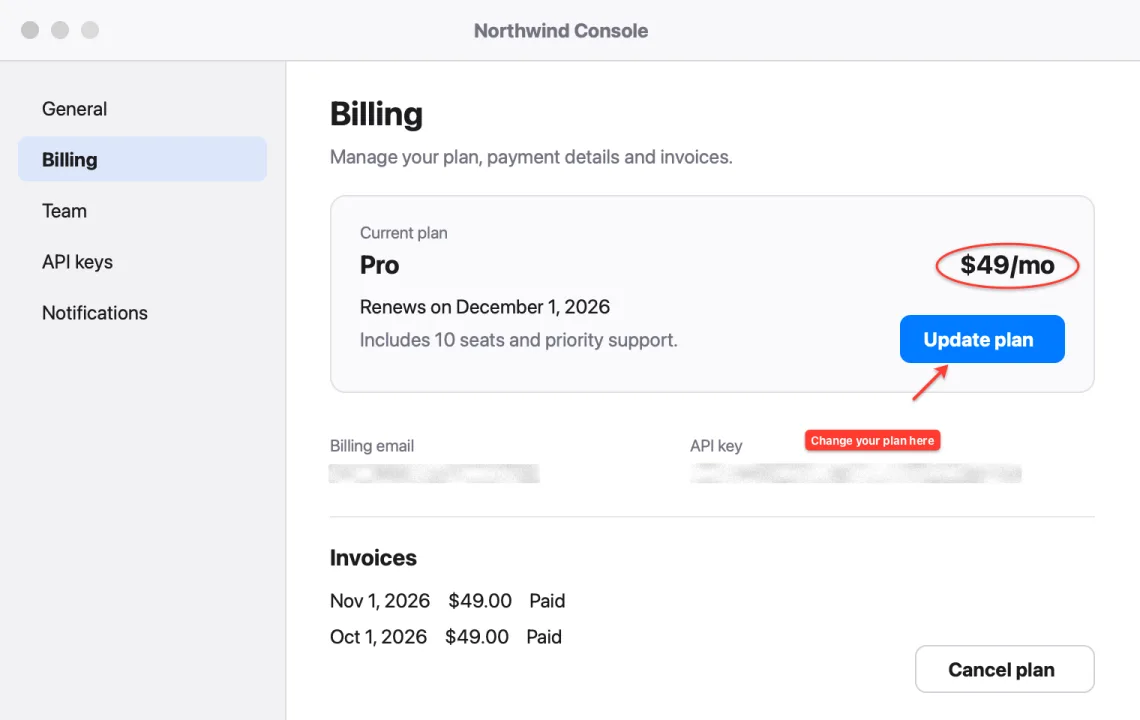 Northwind Console
General
Billing
Team
API keys
Notifications
Billing
Manage your plan, payment details and invoices.
Current plan
Pro
$49/mo
Renews on December 1, 2026
Includes 10 seats and priority support.
Update plan
Change your plan here
Billing email
API key
Invoices
Nov 1, 2026 $49.00 Paid
Oct 1, 2026 $49.00 Paid
Cancel plan